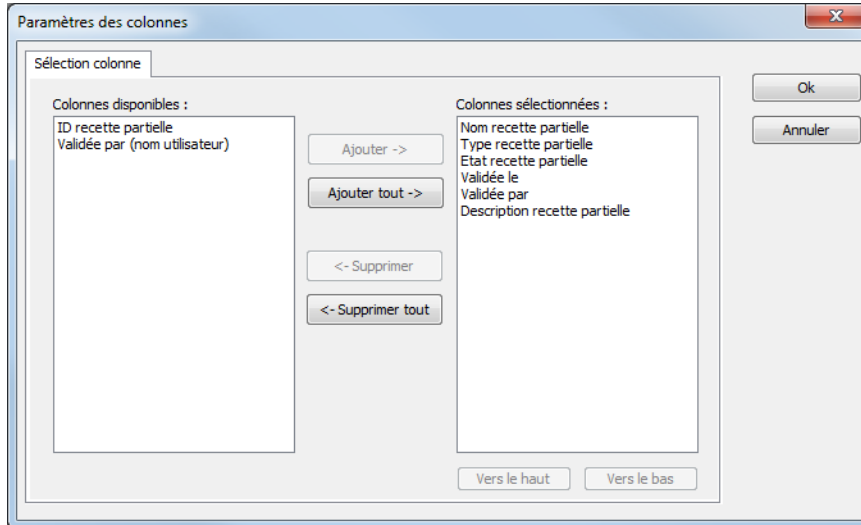 Paramètres des colonnes
Sélection colonne
Colonnes disponibles :
ID recette partielle
Validée par (nom utilisateur)
Ajouter ->
Ajouter tout ->
<- Supprimer
<- Supprimer tout
Colonnes sélectionnées :
Nom recette partielle
Type recette partielle
Etat recette partielle
Validée le
Validée par
Description recette partielle
Vers le haut
Vers le bas
Ok
Annuler